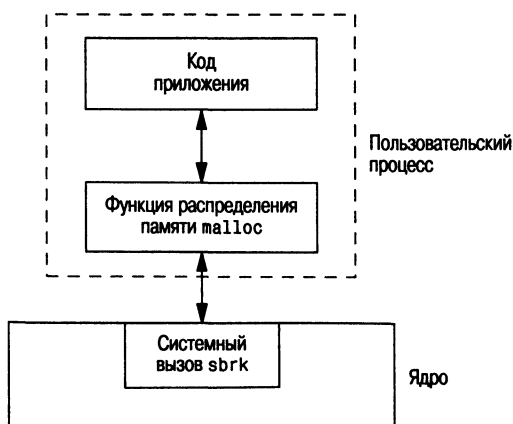 Код
приложения
Пользовательский
процесс
Функция распределения
памяти malloc
Системный
вызов sbrk
Ядро